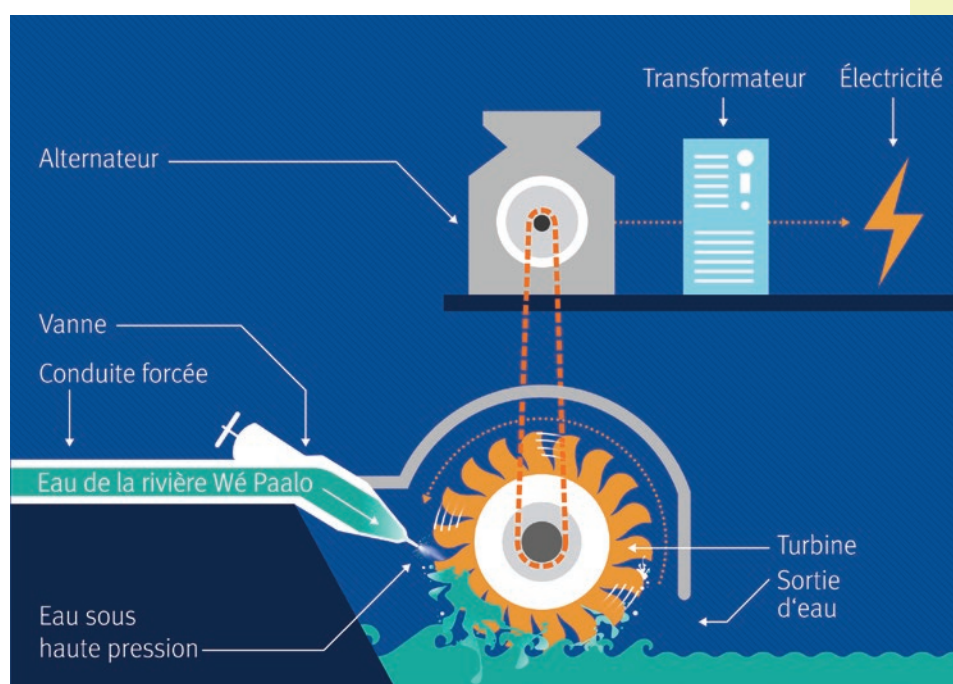 Transformateur
Électricité
Alternateur
Vanne
Conduite forcée
Eau de la rivière Wé Paalo
Turbine
Sortie
d‘eau
Eau sous
haute pression